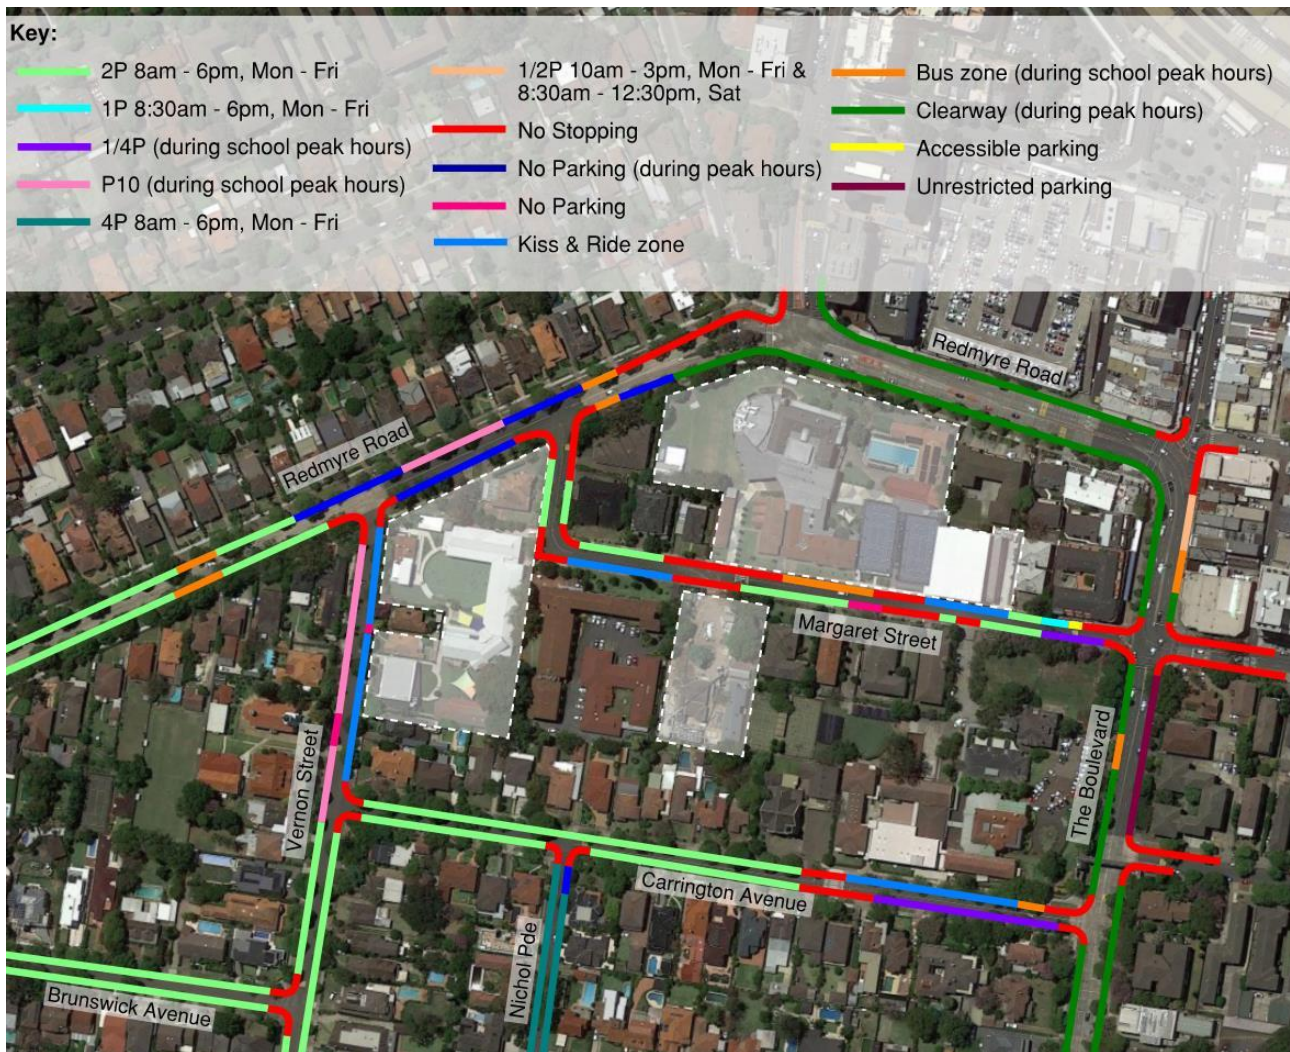 Key:
2P 8am - 6pm, Mon - Fri
1P 8:30am - 6pm, Mon - Fri
1/4P (during school peak hours)
P10 (during school peak hours)
4P 8am - 6pm, Mon - Fri
1/2P 10am - 3pm, Mon - Fri &
8:30am - 12:30pm, Sat
No Stopping
No Parking (during peak hours)
No Parking
Kiss & Ride zone
Bus zone (during school peak hours)
Clearway (during peak hours)
Accessible parking
Unrestricted parking
Redmyre Road
Redmyre Road
Margaret Street
Vernon Street
The Boulevard
Carrington Avenue
Nichol Pde
Brunswick Avenue